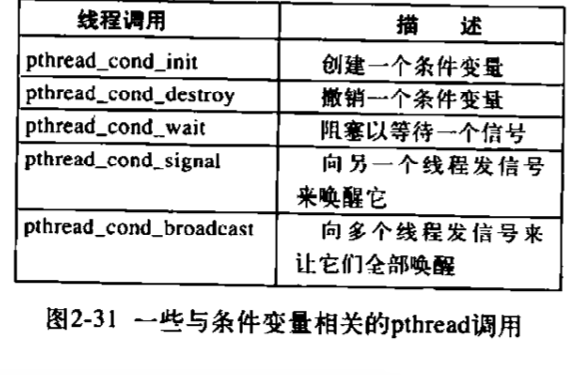 线程调用 描 述
pthread_cond_init 创建一个条件变量
pthread_cond_destroy 撤销一个条件变量
pthread_cond_wait 阻塞以等待一个信号
pthread_cond_signal 向另一个线程发信号
来唤醒它
pthread_cond_broadcast 向多个线程发信号来
让它们全部唤醒
图2-31 一些与条件变量相关的pthread调用